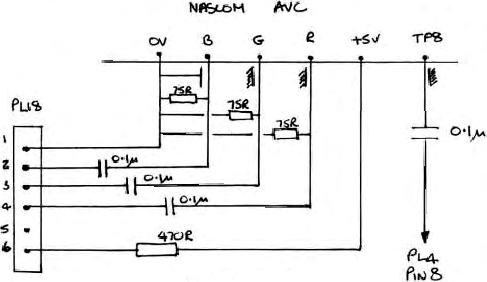 NASCOM AVC
0V B G R +5V TP8
75R
75R
PL18
75R
1
0.1μ
2
0.1μ
3
0.1μ
4
0.1μ
5
470R
6
PL4
PIN 8